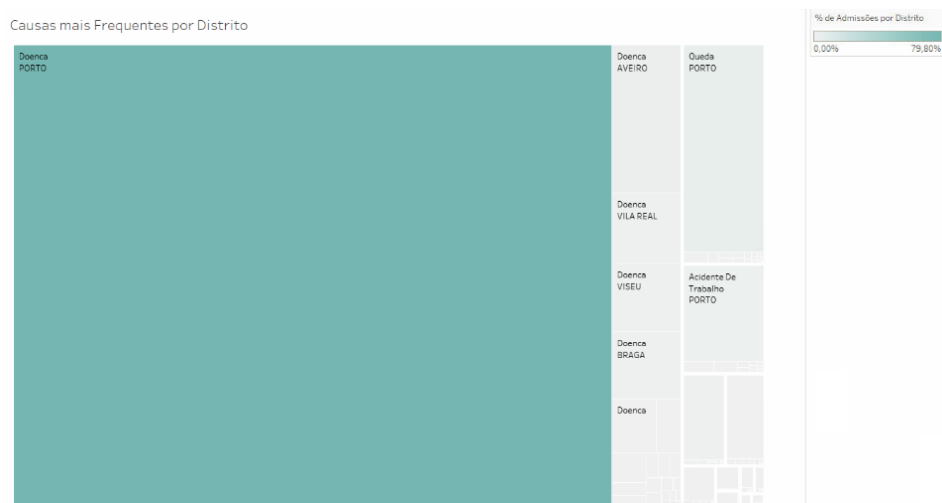 Causas mais Frequentes por Distrito
% de Admissões por Distrito
0,00% 79,80%
Doenca
PORTO
Doenca
AVEIRO
Doenca
VILA REAL
Doenca
VISEU
Doenca
BRAGA
Doenca
Queda
PORTO
Acidente De
Trabalho
PORTO